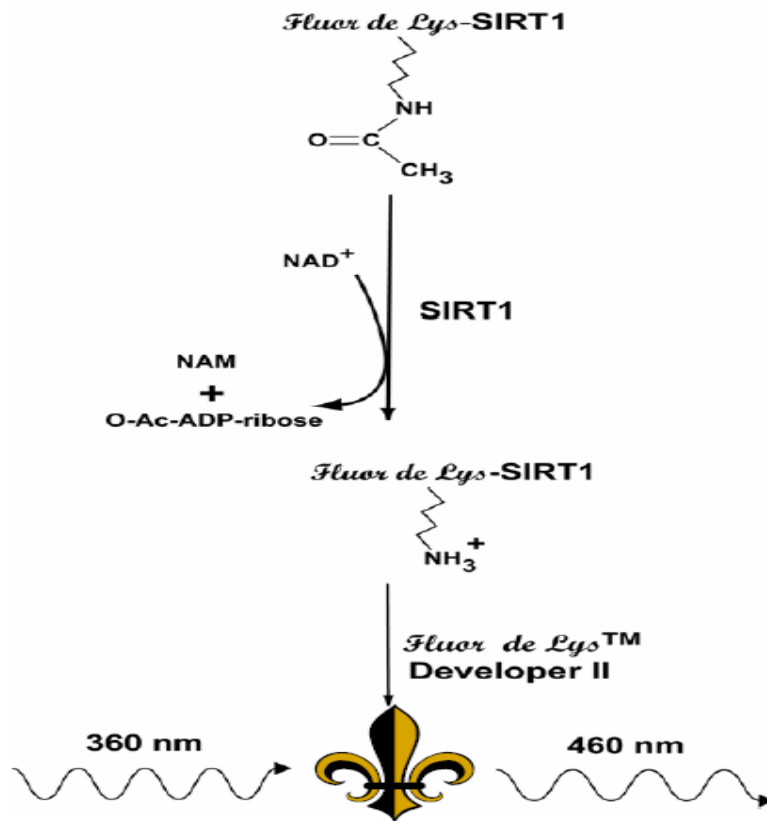 Fluor de Lys-SIRT1
NH
O
C
CH3
NAD+
SIRT1
NAM
+
O-Ac-ADP-ribose
Fluor de Lys-SIRT1
NH3+
Fluor de Lys™
Developer II
360 nm
460 nm